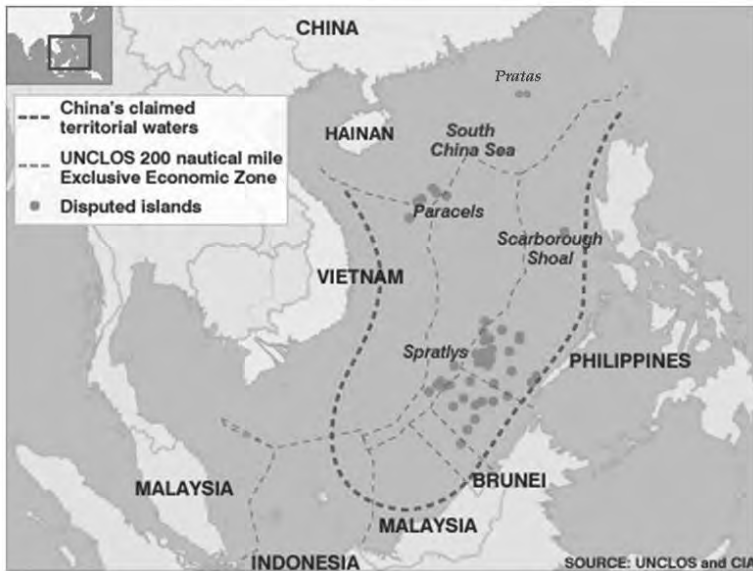 CHINA
Pratas
China's claimed
territorial waters
UNCLOS 200 nautical mile
Exclusive Economic Zone
Disputed islands
HAINAN
South
China Sea
Paracels
Scarborough
Shoal
VIETNAM
Spratlys
PHILIPPINES
MALAYSIA
BRUNEI
MALAYSIA
INDONESIA
SOURCE: UNCLOS and CIA